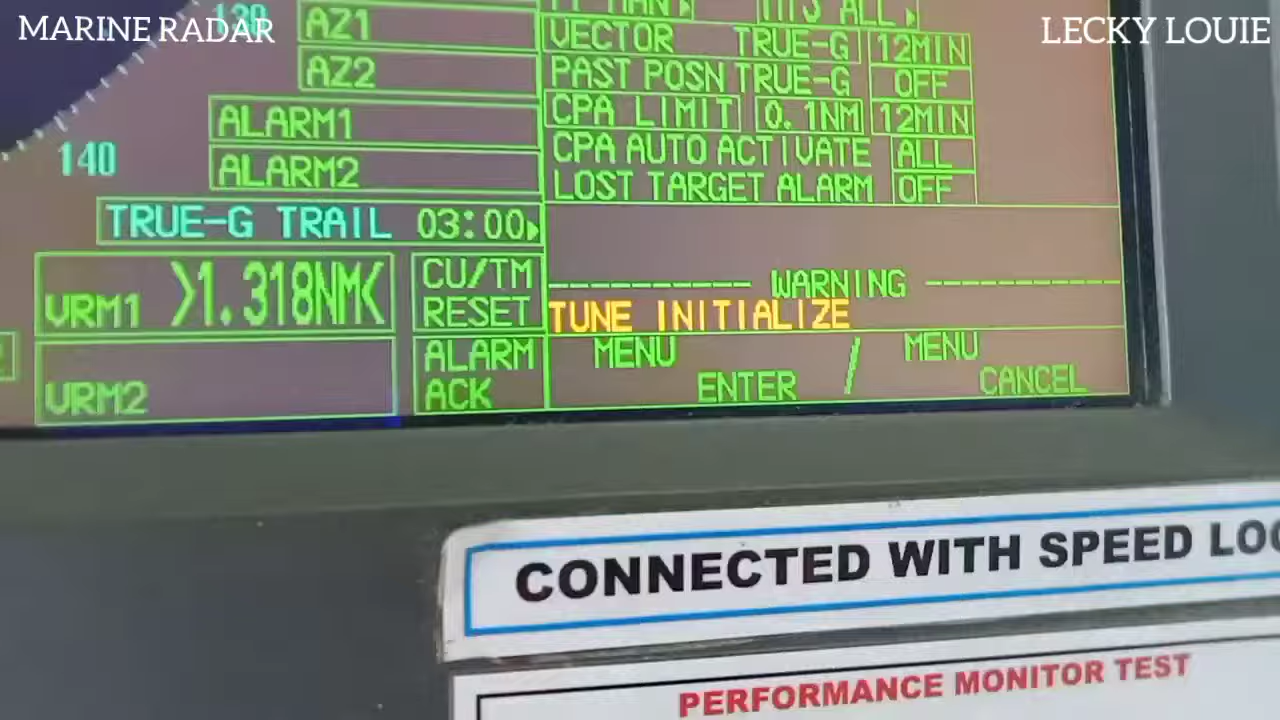 MARINE RADAR
LECKY LOUIE
130
AZ1
AZ2
ALARM1
140
ALARM2
TRUE-G TRAIL 03:00
VRM1 >1.318NM<
VRM2
CU/TM
RESET
ALARM
ACK
VECTOR TRUE-G 12MIN
PAST POSN TRUE-G OFF
CPA LIMIT 0.1NM 12MIN
CPA AUTO ACTIVATE ALL
LOST TARGET ALARM OFF
---------- WARNING ----------
TUNE INITIALIZE
MENU / MENU
ENTER CANCEL
CONNECTED WITH SPEED LO
PERFORMANCE MONITOR TEST